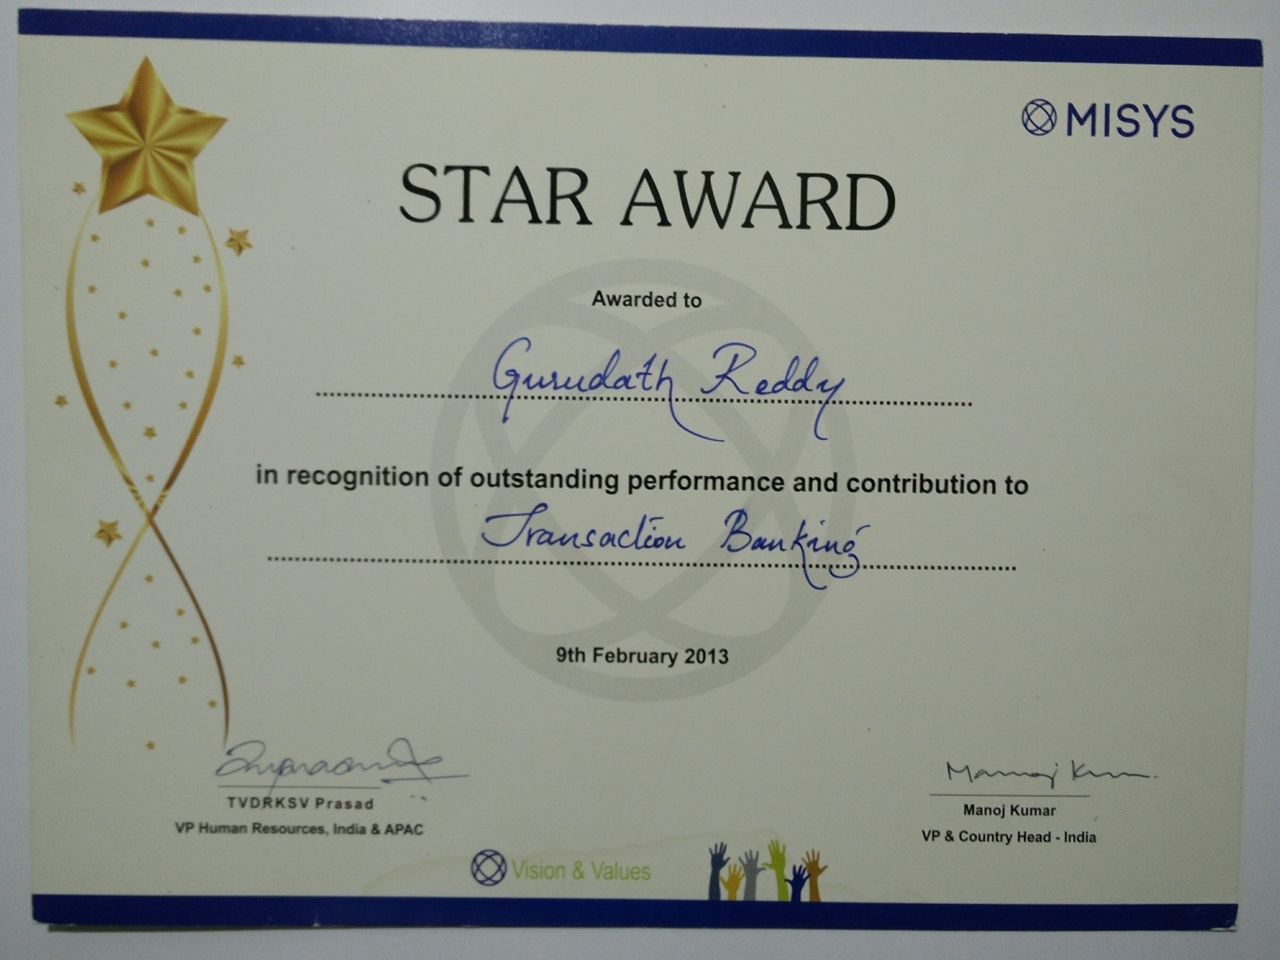 MISYS
STAR AWARD
Awarded to
Gurudath Reddy
in recognition of outstanding performance and contribution to
Transaction Banking
9th February 2013
TVDRKSV Prasad
VP Human Resources, India & APAC
Manoj Kumar
Manoj Kumar
VP & Country Head - India
Vision & Values